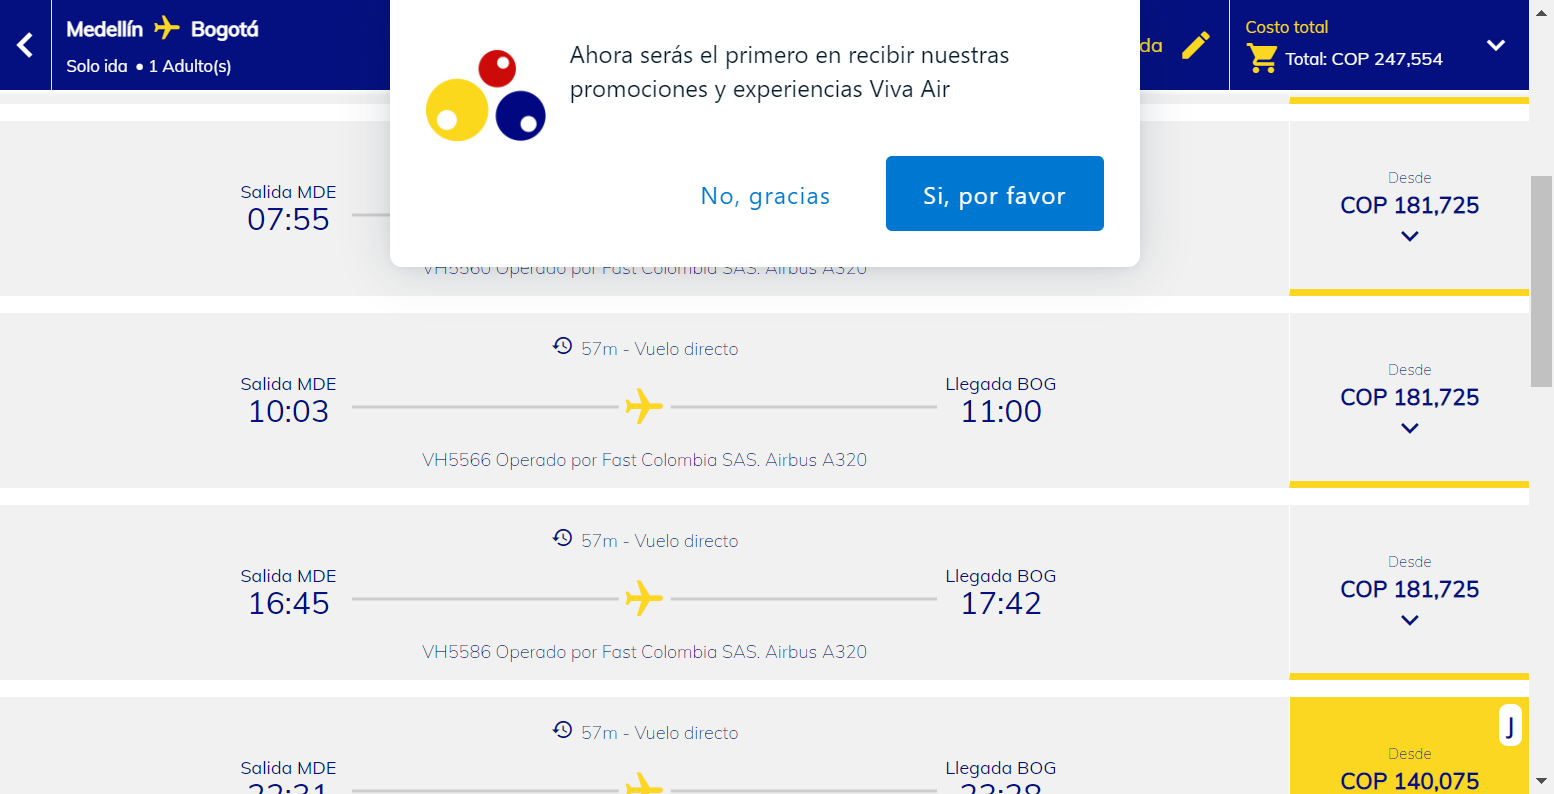 Medellín Bogotá
Solo ida • 1 Adulto(s)
Ahora serás el primero en recibir nuestras
promociones y experiencias Viva Air
No, gracias
Si, por favor
da
Costo total
Total: COP 247,554
Salida MDE
07:55
VH5560 Operado por Fast Colombia SAS. Airbus A320
Desde
COP 181,725
57m - Vuelo directo
Salida MDE
10:03
Llegada BOG
11:00
VH5566 Operado por Fast Colombia SAS. Airbus A320
Desde
COP 181,725
57m - Vuelo directo
Salida MDE
16:45
Llegada BOG
17:42
VH5586 Operado por Fast Colombia SAS. Airbus A320
Desde
COP 181,725
57m - Vuelo directo
Salida MDE
22:31
Llegada BOG
23:28
J
Desde
COP 140,075